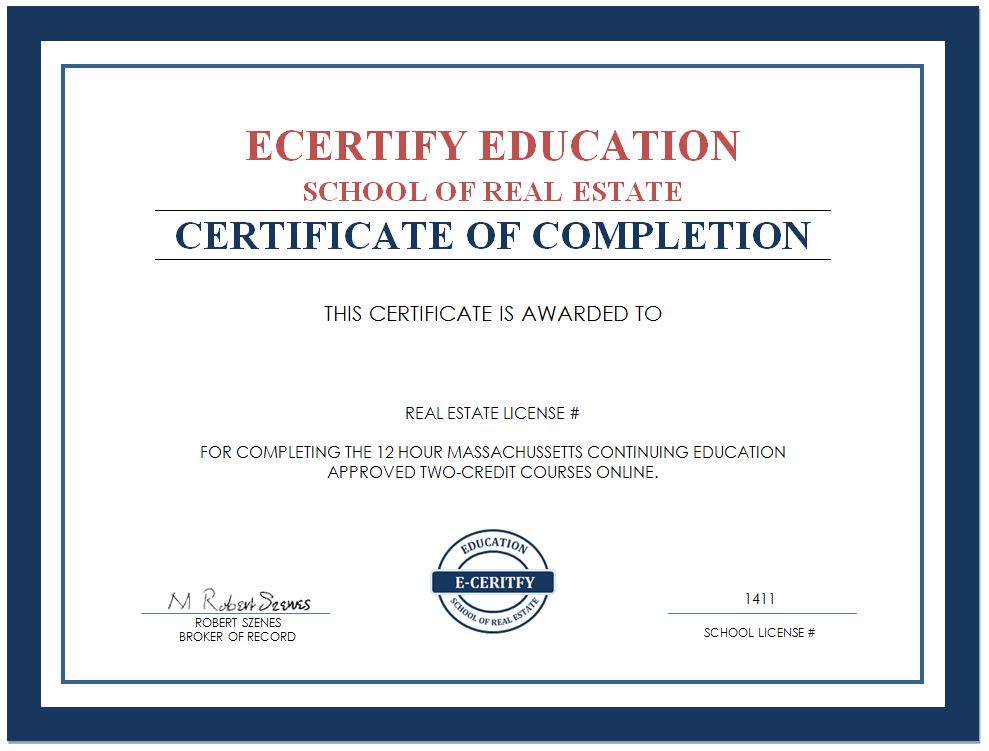 ECERTIFY EDUCATION
SCHOOL OF REAL ESTATE
CERTIFICATE OF COMPLETION
THIS CERTIFICATE IS AWARDED TO
REAL ESTATE LICENSE #
FOR COMPLETING THE 12 HOUR MASSACHUSSETTS CONTINUING EDUCATION
APPROVED TWO-CREDIT COURSES ONLINE.
EDUCATION
E-CERITFY
SCHOOL OF REAL ESTATE
M Robert Szenes
ROBERT SZENES
BROKER OF RECORD
1411
SCHOOL LICENSE #